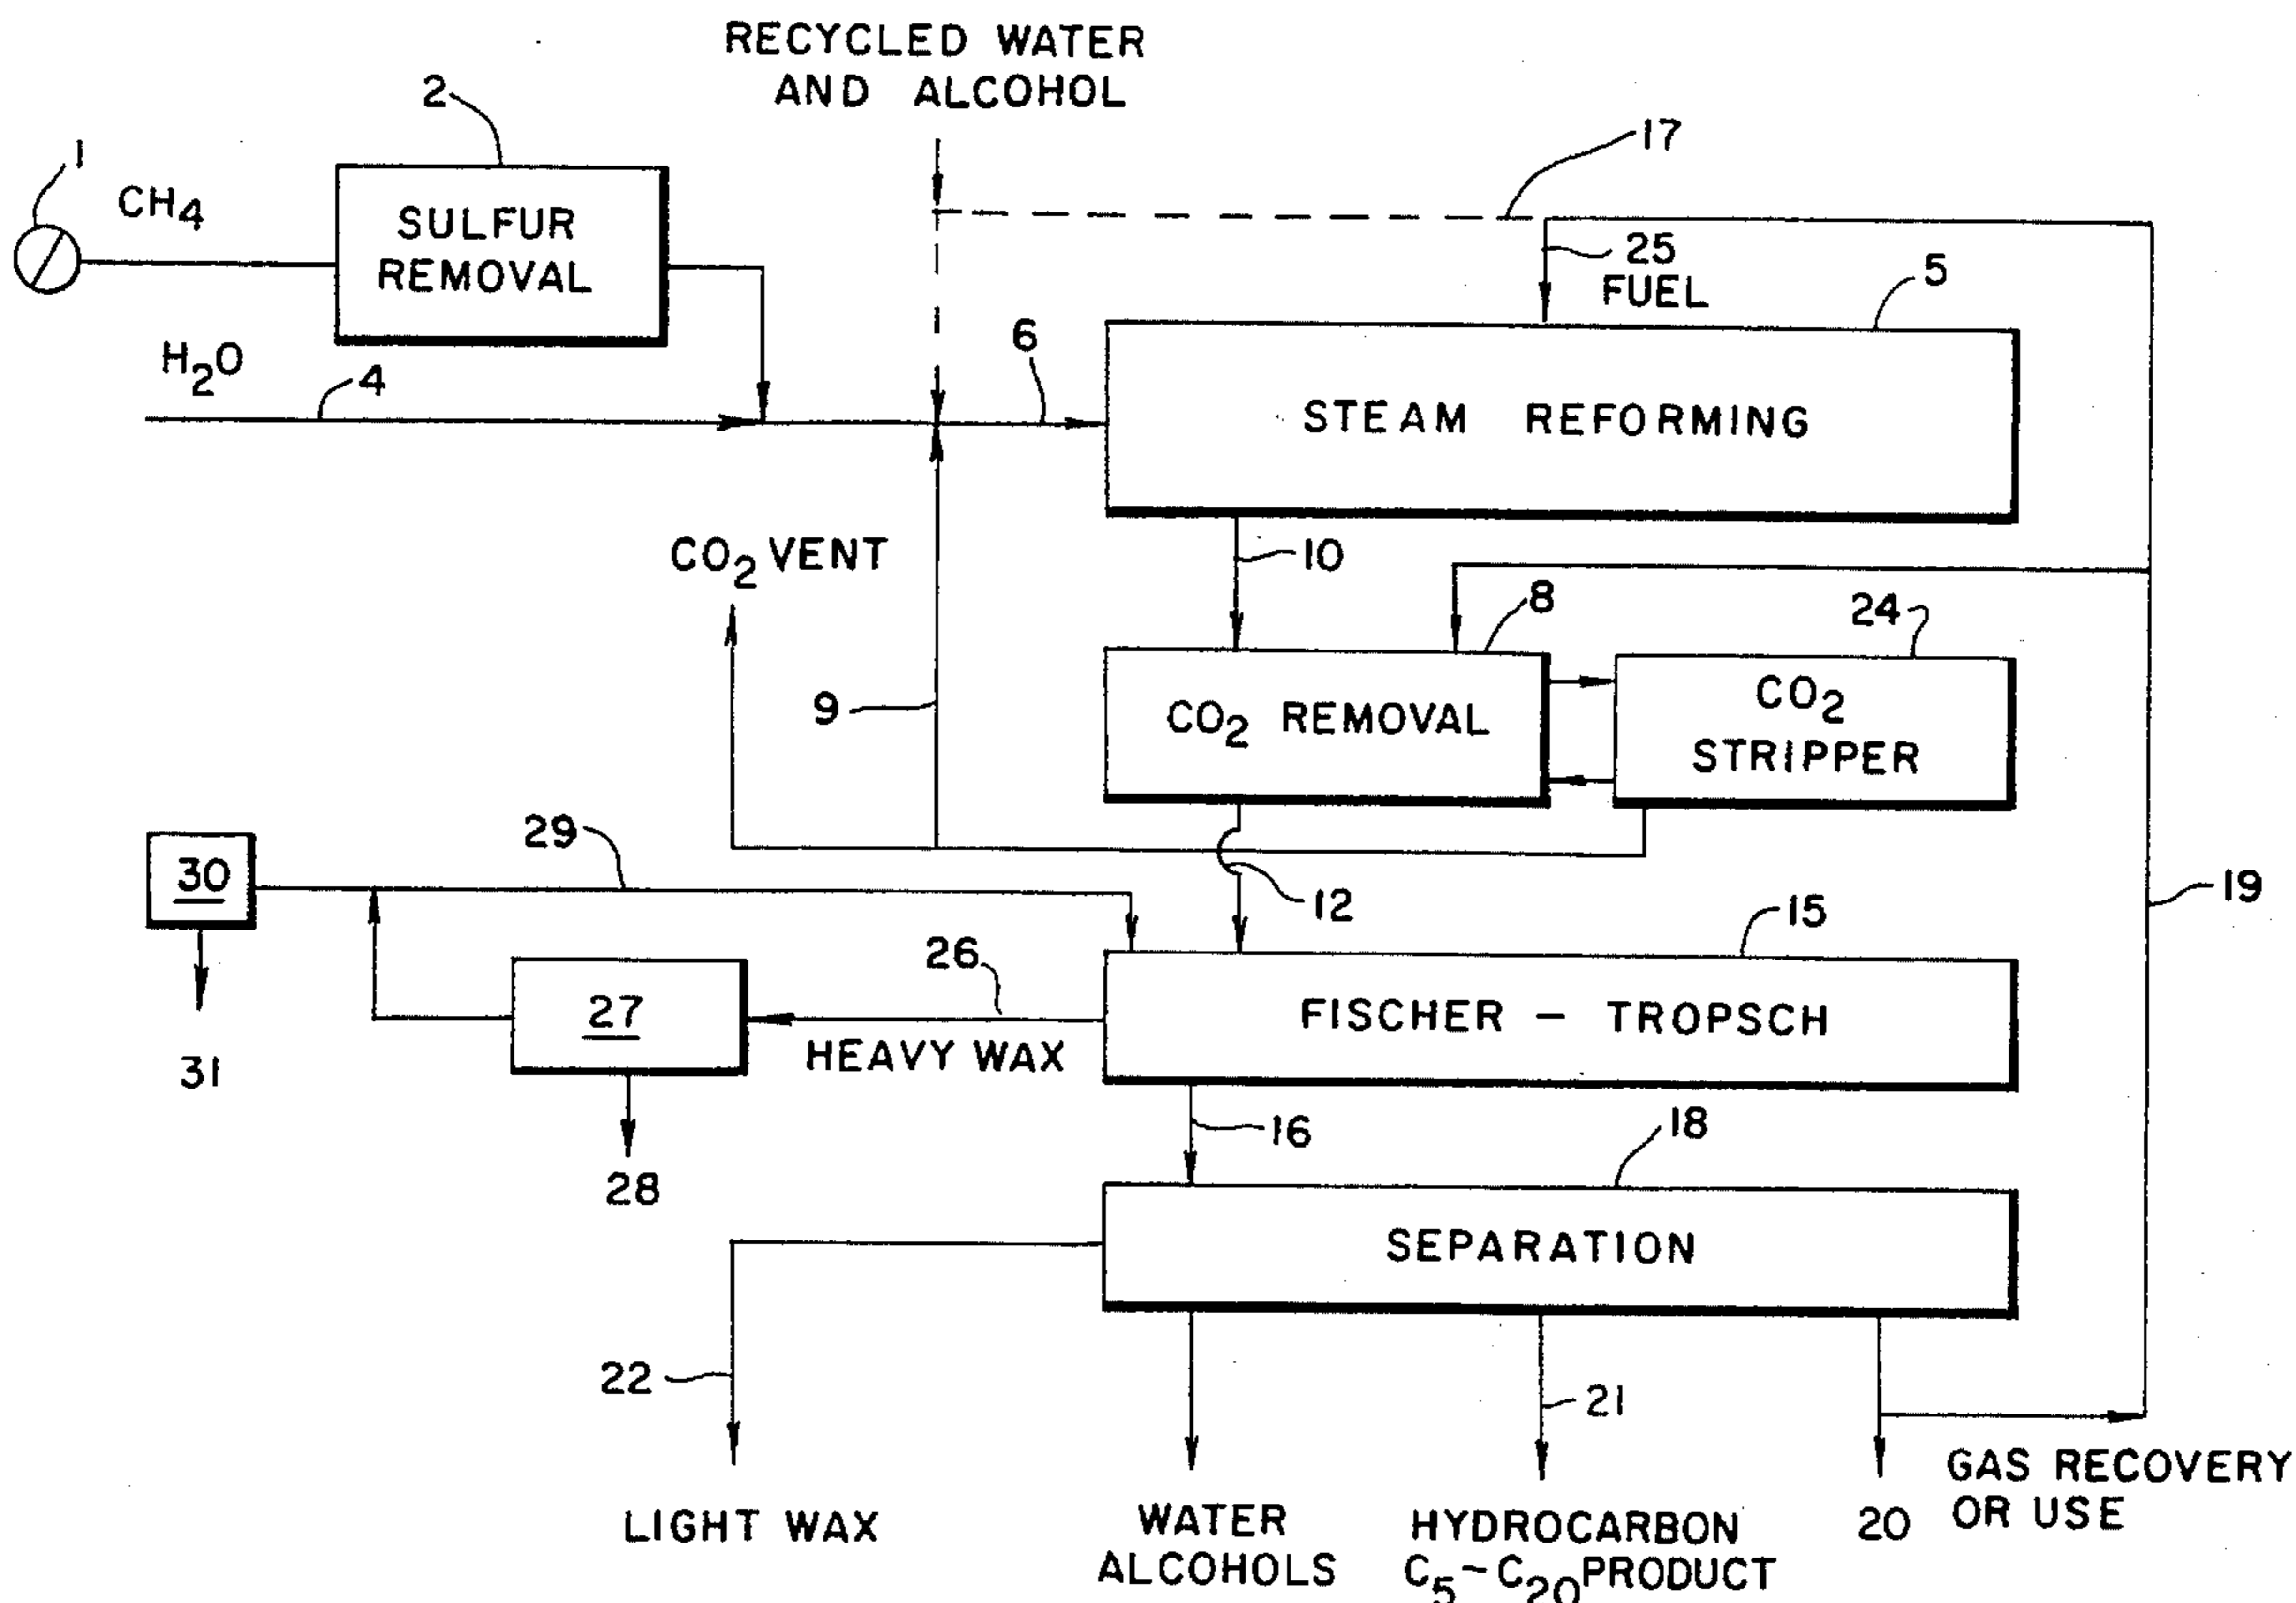 RECYCLED WATER
AND ALCOHOL
2
17
1
CH4
SULFUR
REMOVAL
25
FUEL
5
H2O
4
6
STEAM REFORMING
CO2 VENT
10
8
24
9
CO2 REMOVAL
CO2
STRIPPER
29
30
12
15
19
26
27
FISCHER – TROPSCH
HEAVY WAX
31
16
18
28
SEPARATION
22
21
GAS RECOVERY
OR USE
LIGHT WAX
WATER
ALCOHOLS
HYDROCARBON
C5~C20 PRODUCT
20